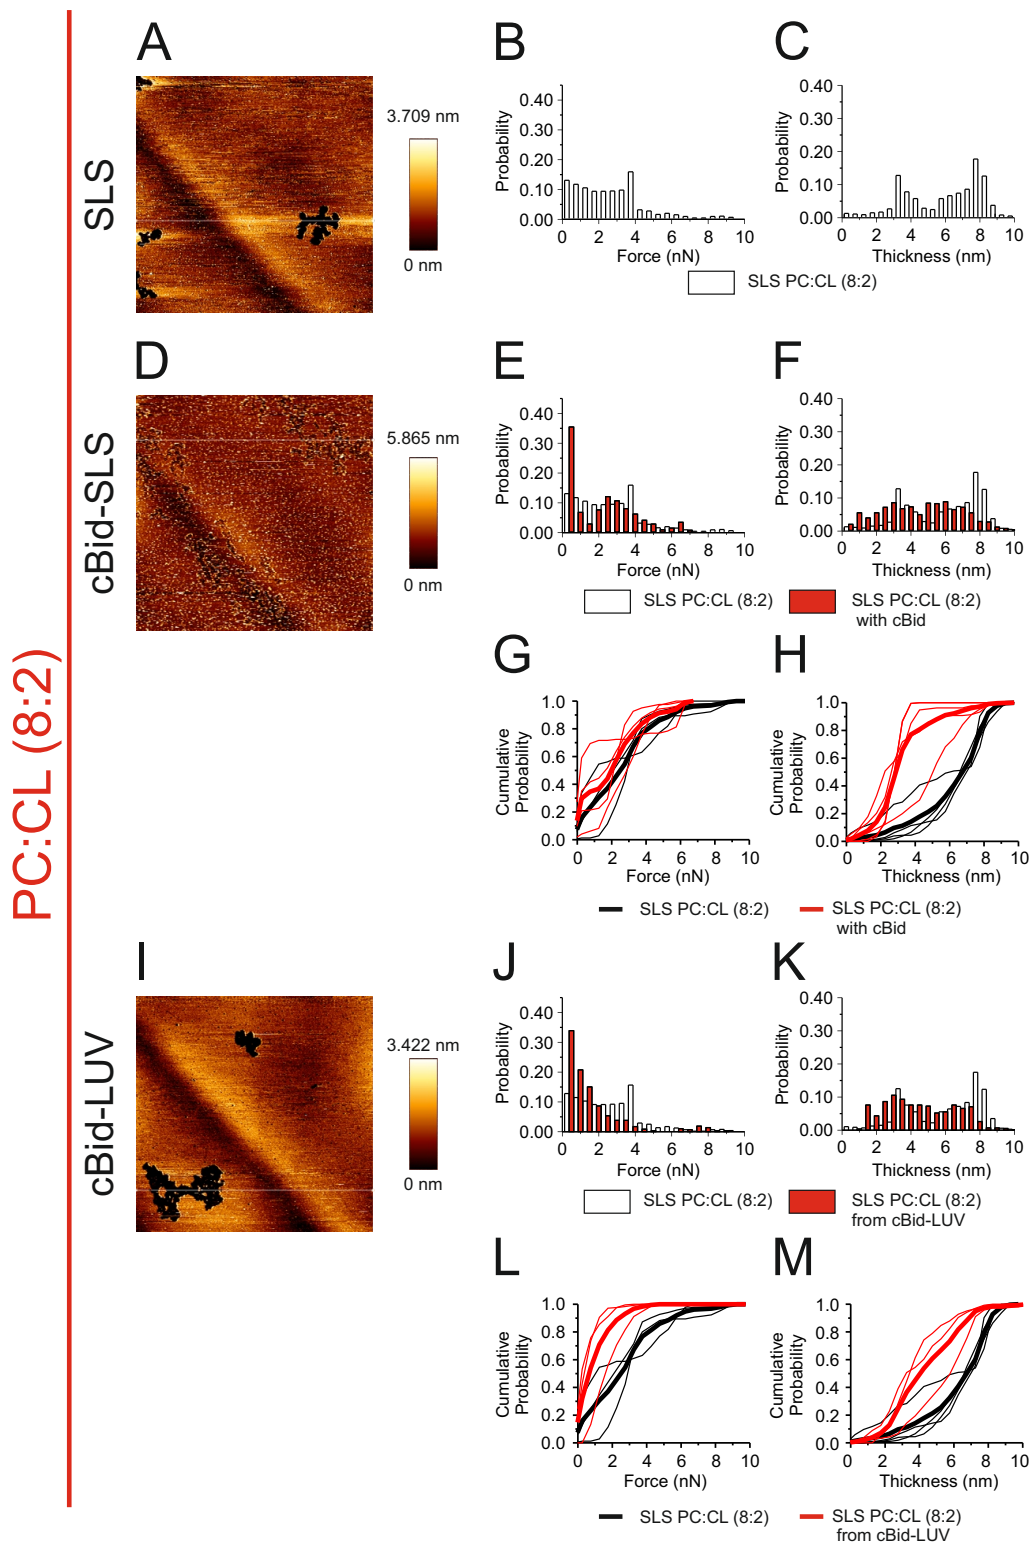 PC:CL (8:2)
SLS
A
3.709 nm
0 nm
B
Probability
0.40
0.30
0.20
0.10
0.00
0 2 4 6 8 10
Force (nN)
C
Probability
0.40
0.30
0.20
0.10
0.00
0 2 4 6 8 10
Thickness (nm)
SLS PC:CL (8:2)
cBid-SLS
D
5.865 nm
0 nm
E
Probability
0.40
0.30
0.20
0.10
0.00
0 2 4 6 8 10
Force (nN)
F
Probability
0.40
0.30
0.20
0.10
0.00
0 2 4 6 8 10
Thickness (nm)
SLS PC:CL (8:2)
SLS PC:CL (8:2)
with cBid
G
Cumulative
Probability
1.0
0.8
0.6
0.4
0.2
0.0
0 2 4 6 8 10
Force (nN)
H
Cumulative
Probability
1.0
0.8
0.6
0.4
0.2
0.0
0 2 4 6 8 10
Thickness (nm)
SLS PC:CL (8:2)
SLS PC:CL (8:2)
with cBid
cBid-LUV
I
3.422 nm
0 nm
J
Probability
0.40
0.30
0.20
0.10
0.00
0 2 4 6 8 10
Force (nN)
K
Probability
0.40
0.30
0.20
0.10
0.00
0 2 4 6 8 10
Thickness (nm)
SLS PC:CL (8:2)
SLS PC:CL (8:2)
from cBid-LUV
L
Cumulative
Probability
1.0
0.8
0.6
0.4
0.2
0.0
0 2 4 6 8 10
Force (nN)
M
Cumulative
Probability
1.0
0.8
0.6
0.4
0.2
0.0
0 2 4 6 8 10
Thickness (nm)
SLS PC:CL (8:2)
SLS PC:CL (8:2)
from cBid-LUV